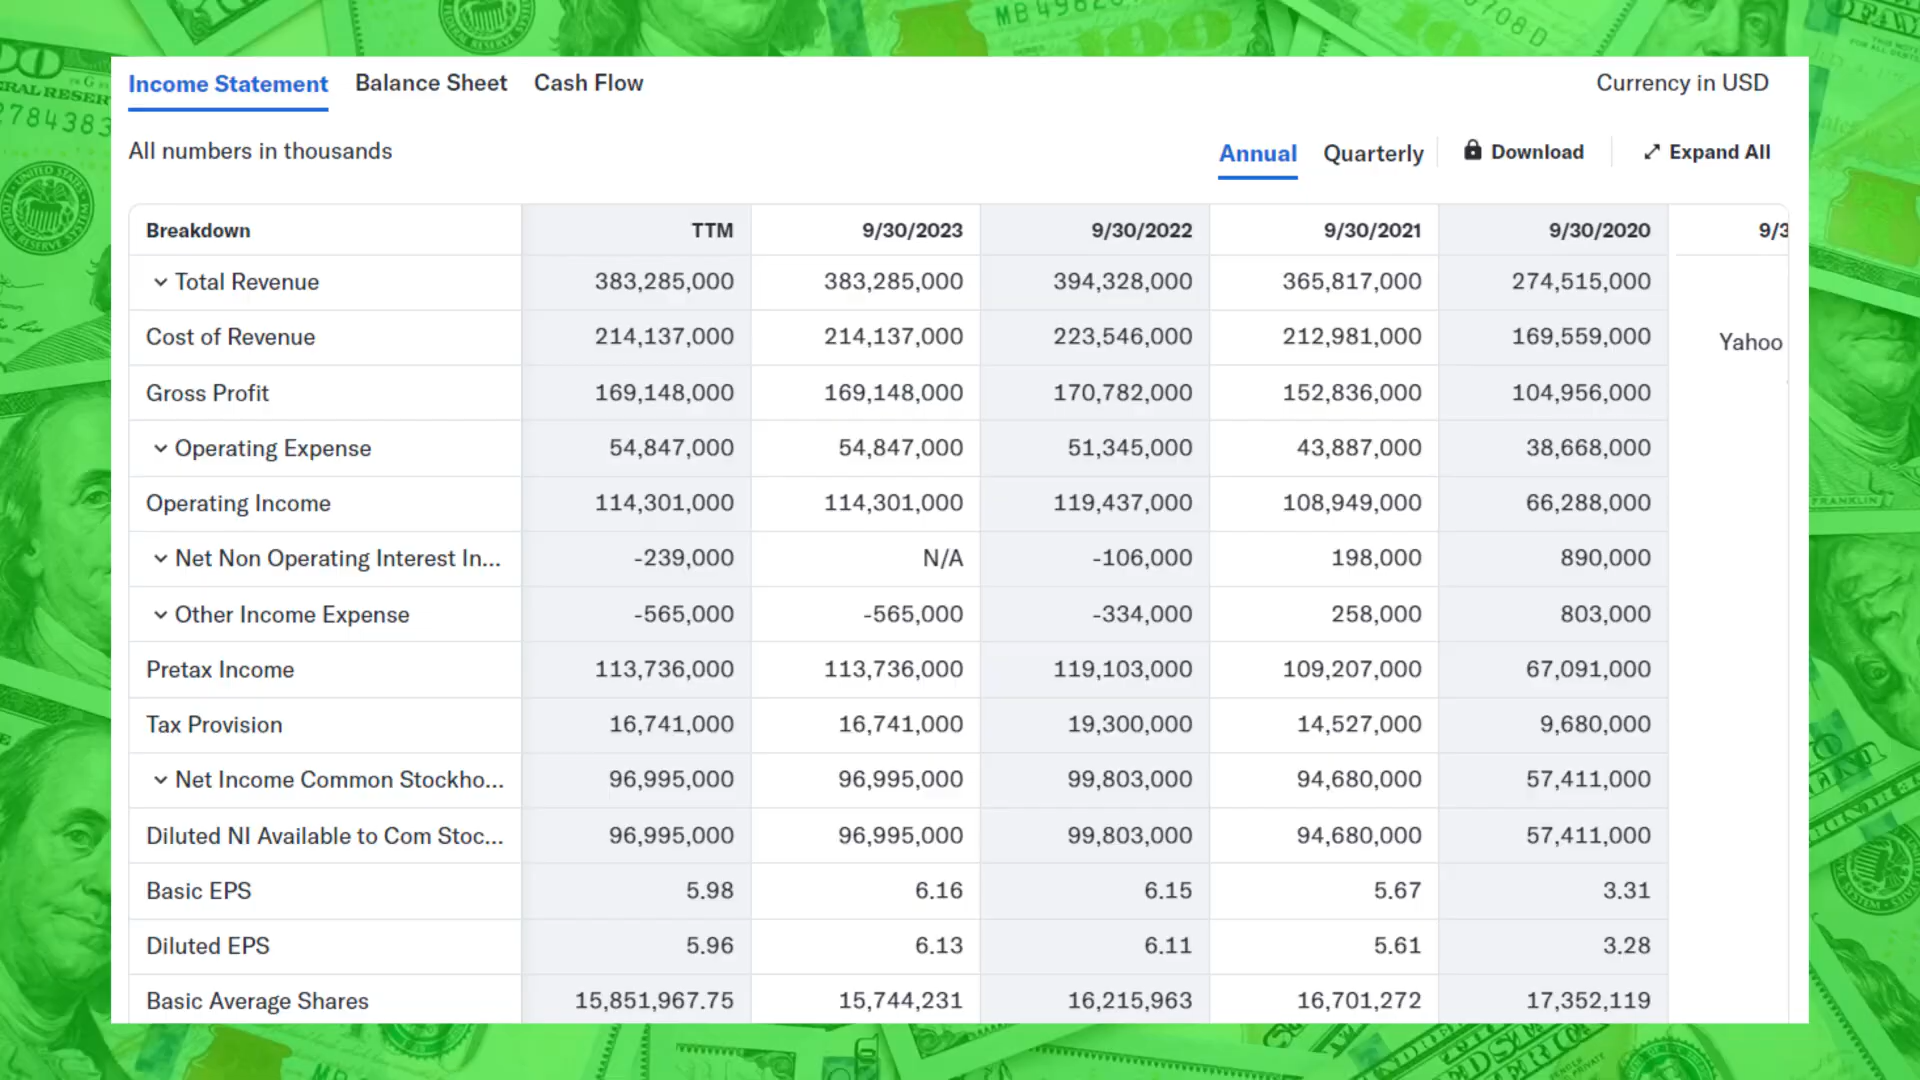 Income Statement Balance Sheet Cash Flow Currency in USD
All numbers in thousands Annual Quarterly Download Expand All
Breakdown TTM 9/30/2023 9/30/2022 9/30/2021 9/30/2020
Total Revenue 383,285,000 383,285,000 394,328,000 365,817,000 274,515,000
Cost of Revenue 214,137,000 214,137,000 223,546,000 212,981,000 169,559,000
Yahoo
Gross Profit 169,148,000 169,148,000 170,782,000 152,836,000 104,956,000
Operating Expense 54,847,000 54,847,000 51,345,000 43,887,000 38,668,000
Operating Income 114,301,000 114,301,000 119,437,000 108,949,000 66,288,000
Net Non Operating Interest In... -239,000 N/A -106,000 198,000 890,000
Other Income Expense -565,000 -565,000 -334,000 258,000 803,000
Pretax Income 113,736,000 113,736,000 119,103,000 109,207,000 67,091,000
Tax Provision 16,741,000 16,741,000 19,300,000 14,527,000 9,680,000
Net Income Common Stockho... 96,995,000 96,995,000 99,803,000 94,680,000 57,411,000
Diluted NI Available to Com Stoc... 96,995,000 96,995,000 99,803,000 94,680,000 57,411,000
Basic EPS 5.98 6.16 6.15 5.67 3.31
Diluted EPS 5.96 6.13 6.11 5.61 3.28
Basic Average Shares 15,851,967.75 15,744,231 16,215,963 16,701,272 17,352,119